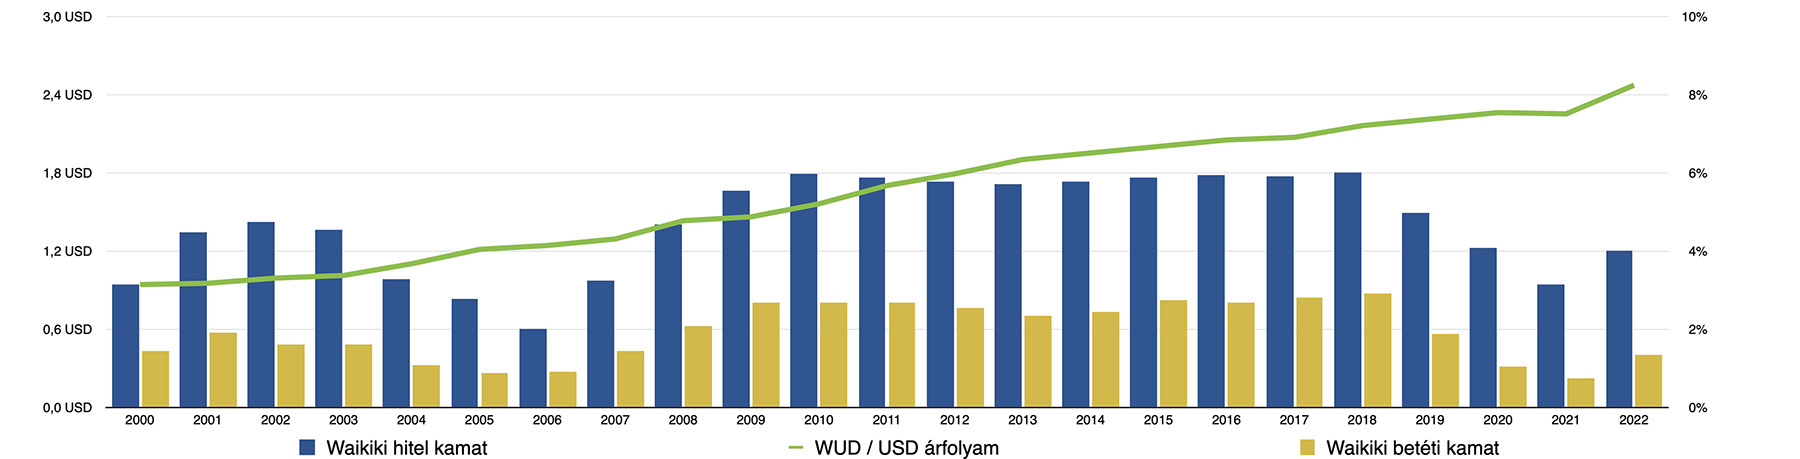 3,0 USD 10%
2,4 USD 8%
1,8 USD 6%
1,2 USD 4%
0,6 USD 2%
0,0 USD 0%
2000 2001 2002 2003 2004 2005 2006 2007 2008 2009 2010 2011 2012 2013 2014 2015 2016 2017 2018 2019 2020 2021 2022
Waikiki hitel kamat WUD / USD árfolyam Waikiki betéti kamat